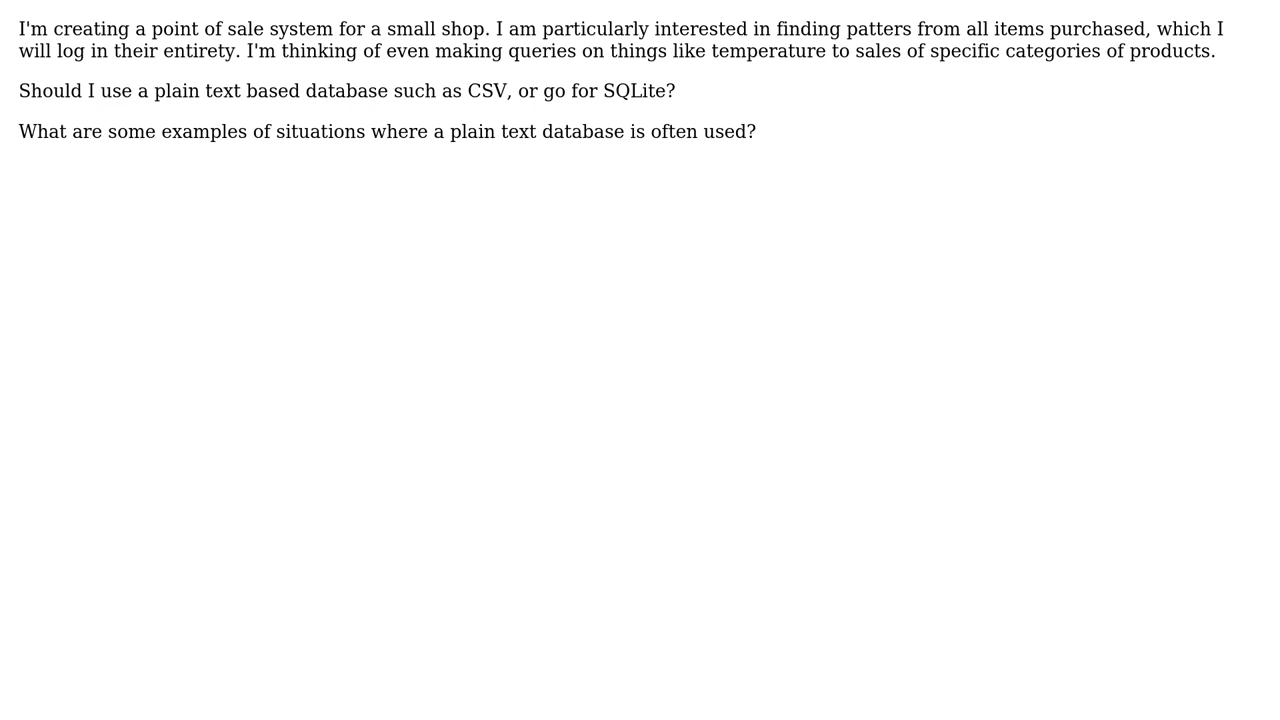 I'm creating a point of sale system for a small shop. I am particularly interested in finding patters from all items purchased, which I
will log in their entirety. I'm thinking of even making queries on things like temperature to sales of specific categories of products.
Should I use a plain text based database such as CSV, or go for SQLite?
What are some examples of situations where a plain text database is often used?